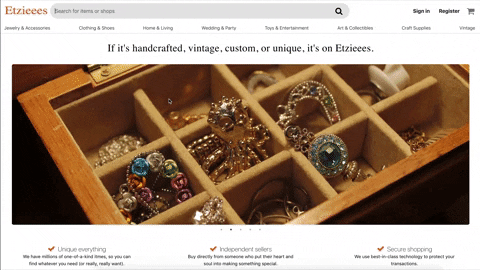 Etzieees
Search for items or shops
Sign in
Register
Jewelry & Accessories
Clothing & Shoes
Home & Living
Wedding & Party
Toys & Entertainment
Art & Collectibles
Craft Supplies
Vintage
If it's handcrafted, vintage, custom, or unique, it's on Etzieees.
Unique everything
We have millions of one-of-a-kind times, so you can
find whatever you need (or really, really want).
Independent sellers
Buy directly from someone who put their heart and
soul into making something special.
Secure shopping
We use best-in-class technology to protect your
transactions.